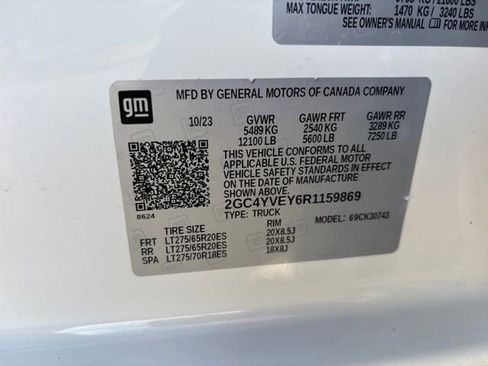 MAX TONGUE WEIGHT: 1470 KG / 3240 LBS
SEE OWNER'S MANUAL FOR MORE
gm
MFD BY GENERAL MOTORS OF CANADA COMPANY
10/23 GVWR GAWR FRT GAWR RR
5489 KG 2540 KG 3289 KG
12100 LB 5600 LB 7250 LB
THIS VEHICLE CONFORMS TO ALL
APPLICABLE U.S. FEDERAL MOTOR
VEHICLE SAFETY STANDARDS IN EFFECT
ON THE DATE OF MANUFACTURE SHOWN ABOVE.
2GC4YVEY6R1159869
TYPE: TRUCK MODEL: 69CK30743
8624
TIRE SIZE RIM
FRT LT275/65R20ES 20X8.5J
RR LT275/65R20ES 20X8.5J
SPA LT275/70R18ES 18X8J